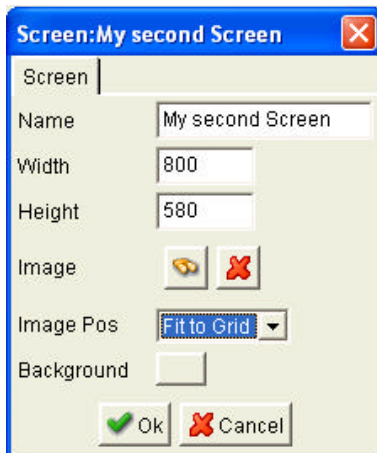 Screen:My second Screen
Screen
Name My second Screen
Width 800
Height 580
Image
Image Pos Fit to Grid
Background
Ok Cancel